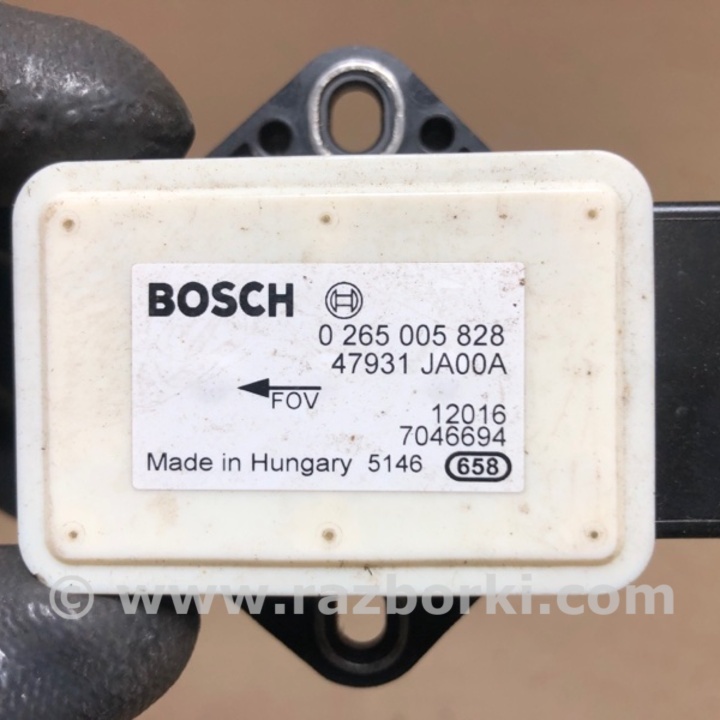 BOSCH
0 265 005 828
47931 JA00A
FOV
12016
7046694
Made in Hungary 5146 658
© www.razborki.com